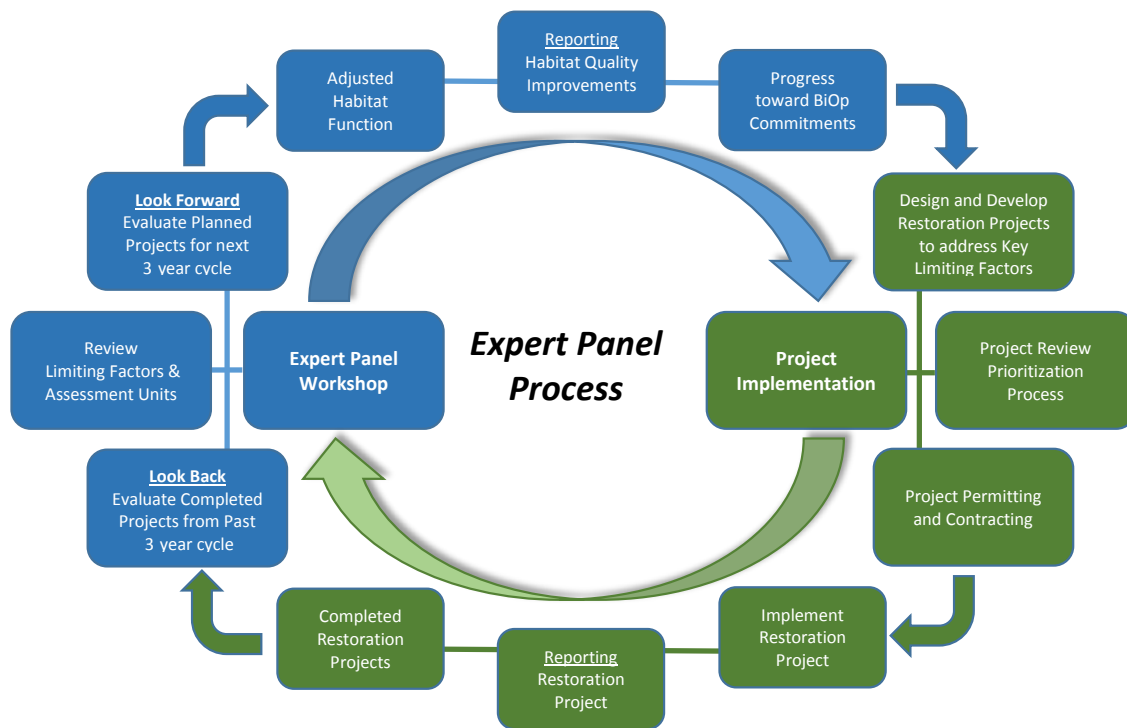 Reporting
Habitat Quality
Improvements
Adjusted
Habitat
Function
Progress
toward BiOp
Commitments
Look Forward
Evaluate Planned
Projects for next
3 year cycle
Design and Develop
Restoration Projects
to address Key
Limiting Factors
Review
Limiting Factors &
Assessment Units
Expert Panel
Workshop
Expert Panel
Process
Project
Implementation
Project Review
Prioritization
Process
Look Back
Evaluate Completed
Projects from Past
3 year cycle
Project Permitting
and Contracting
Completed
Restoration
Projects
Reporting
Restoration
Project
Implement
Restoration
Project